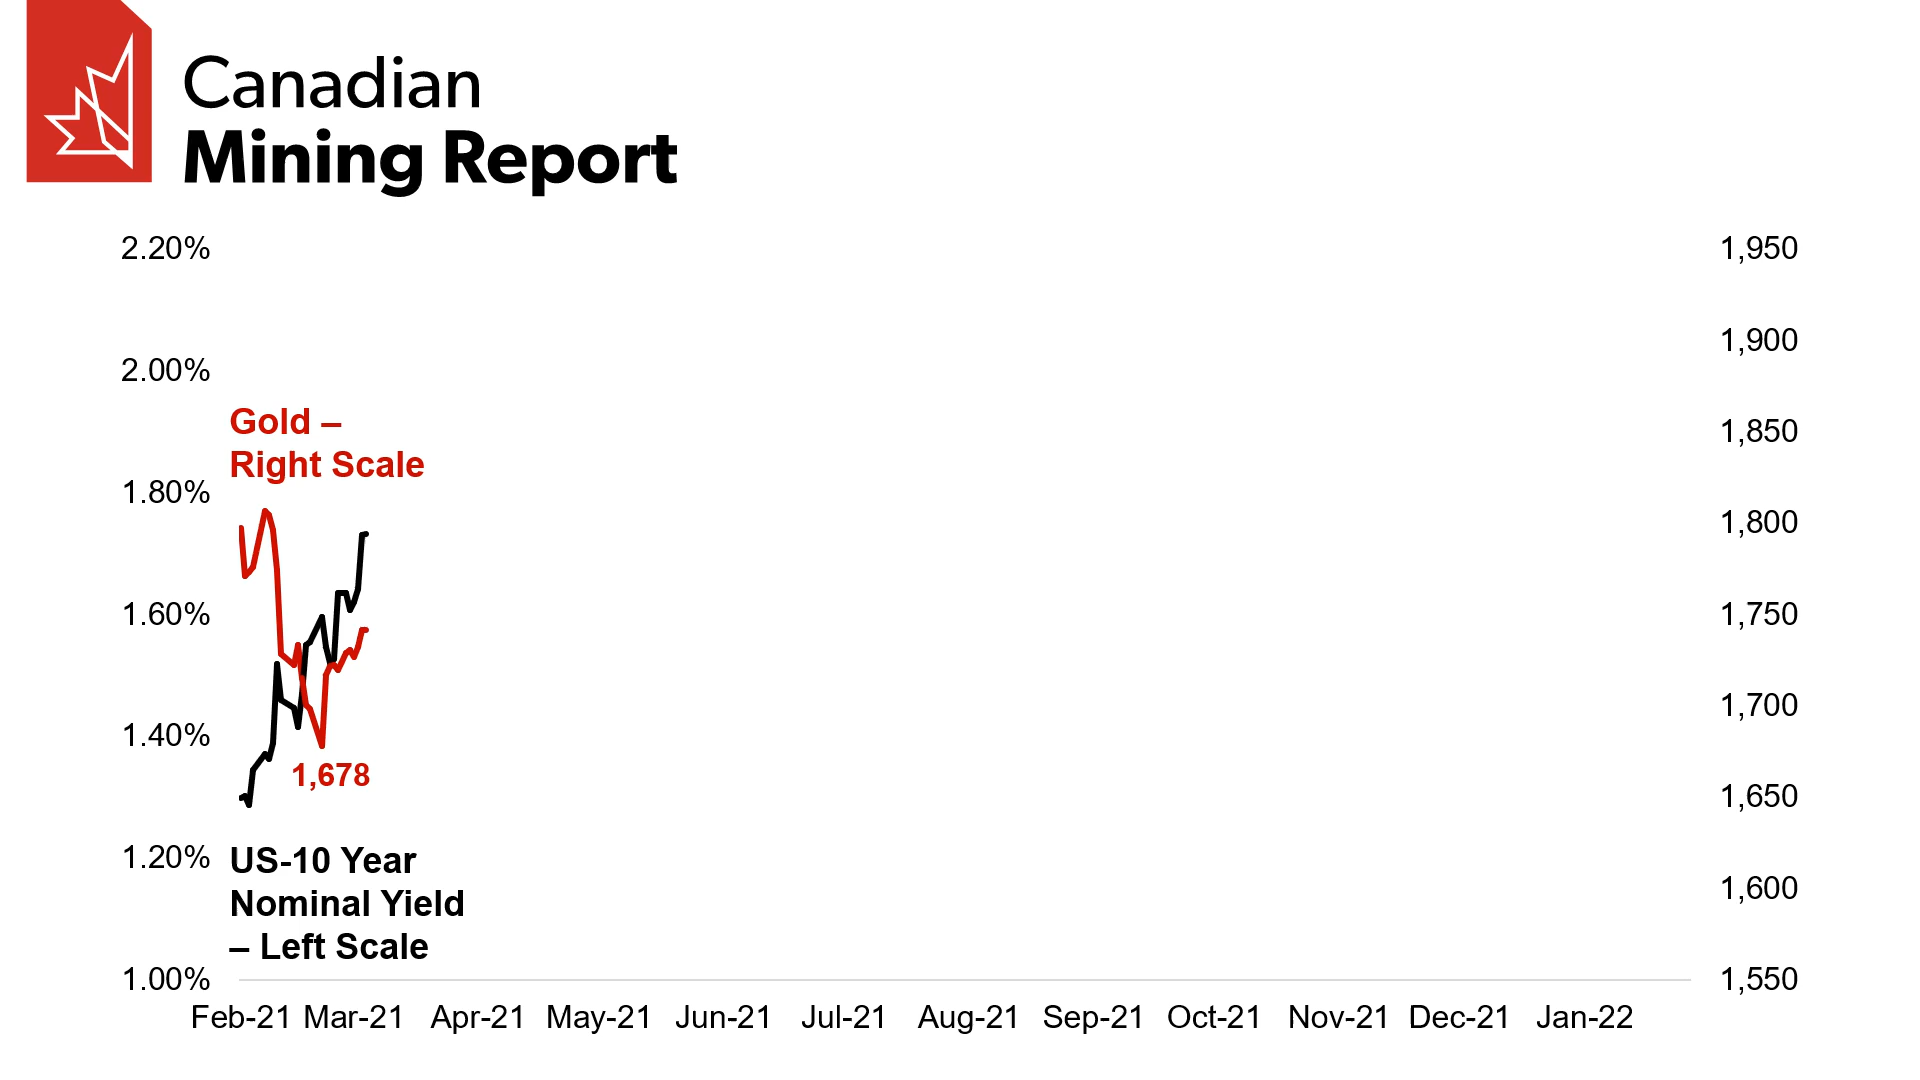 Canadian
Mining Report
2.20%
2.00%
1.80%
1.60%
1.40%
1.20%
1.00%
1,950
1,900
1,850
1,800
1,750
1,700
1,650
1,600
1,550
Gold –
Right Scale
1,678
US-10 Year
Nominal Yield
– Left Scale
Feb-21 Mar-21 Apr-21 May-21 Jun-21 Jul-21 Aug-21 Sep-21 Oct-21 Nov-21 Dec-21 Jan-22